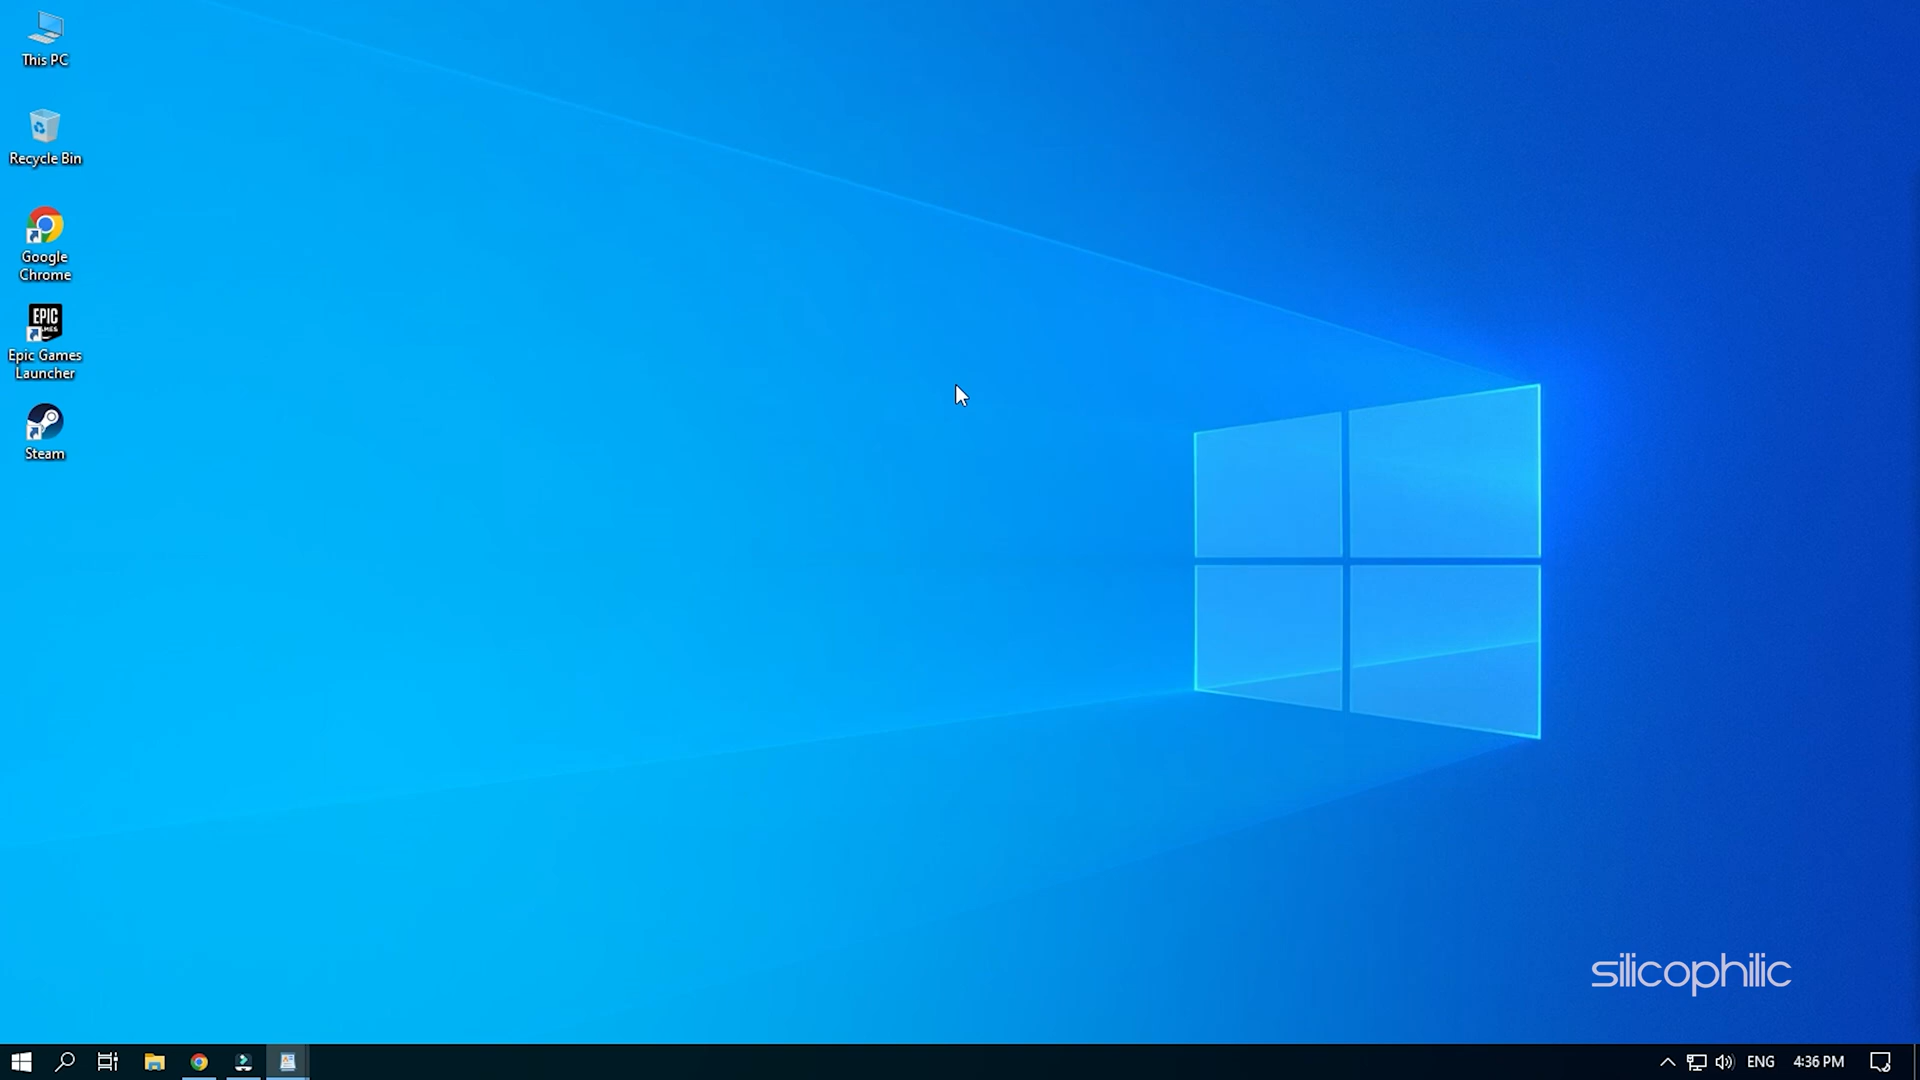 This PC
Recycle Bin
Google
Chrome
EPIC
Epic Games
Launcher
Steam
silicophilic
ENG
4:36 PM